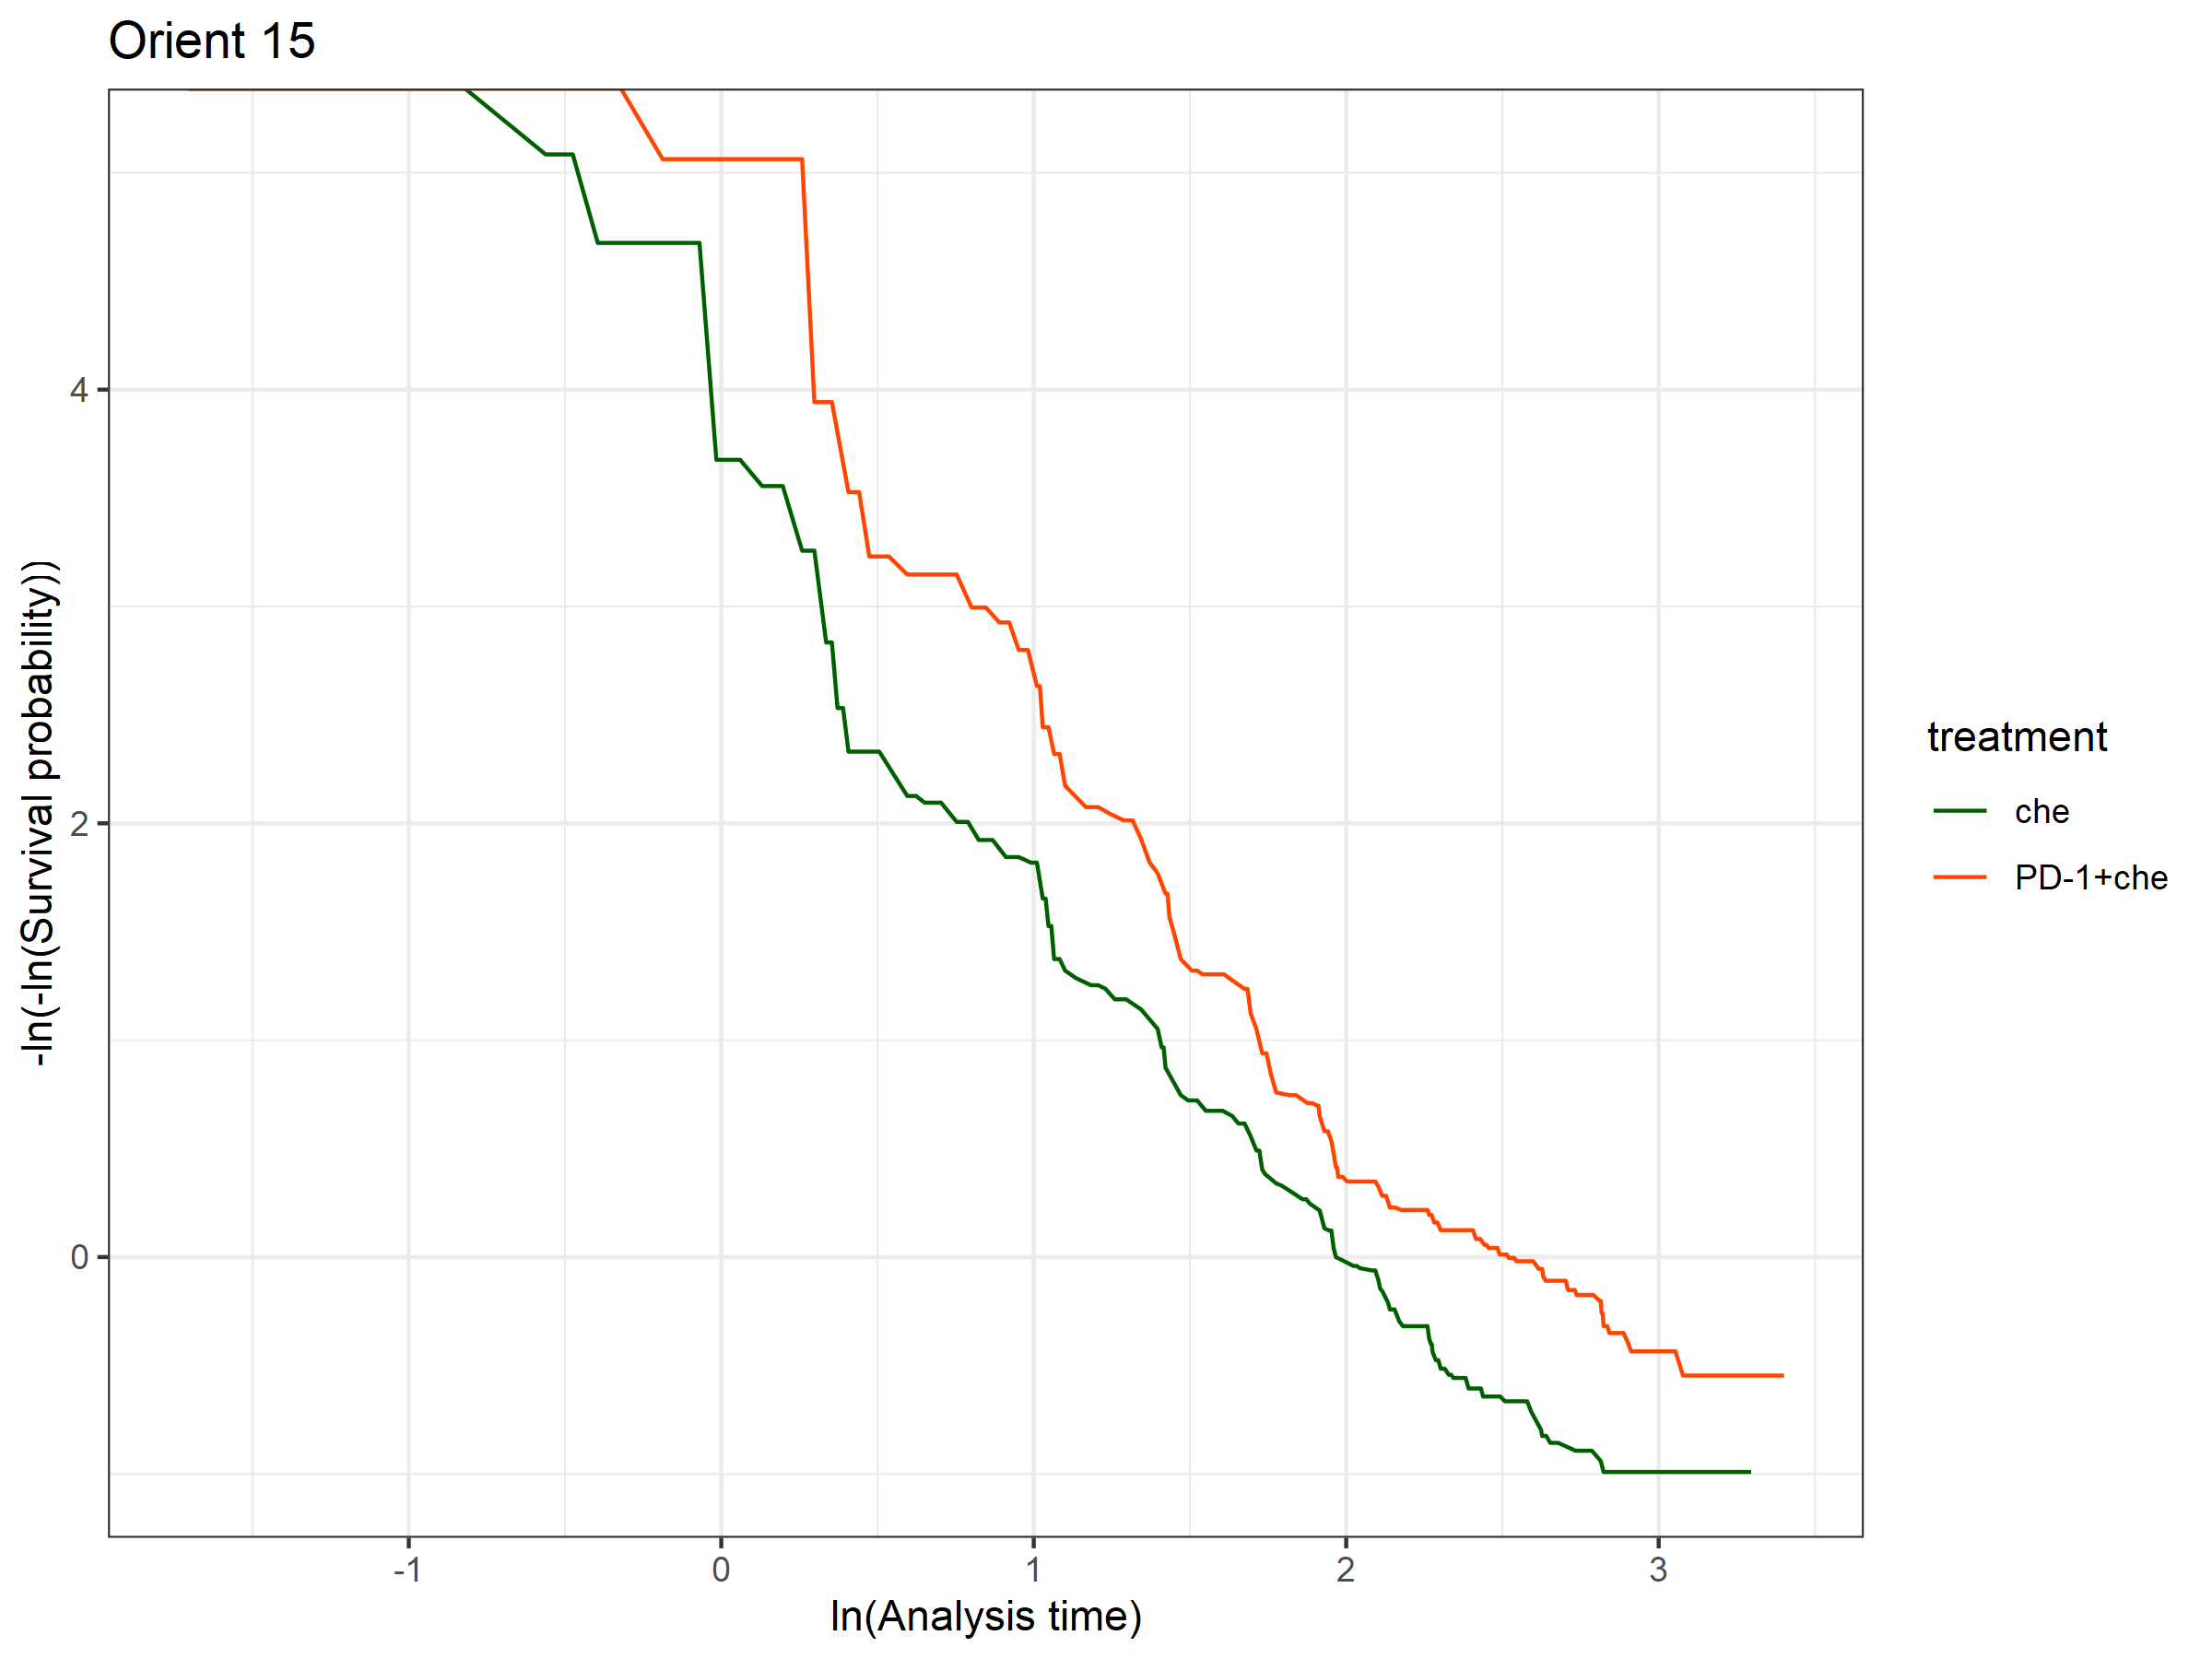 Orient 15
-ln(-ln(Survival probability)))
4
2
0
-1
0
1
2
3
ln(Analysis time)
treatment
che
PD-1+che